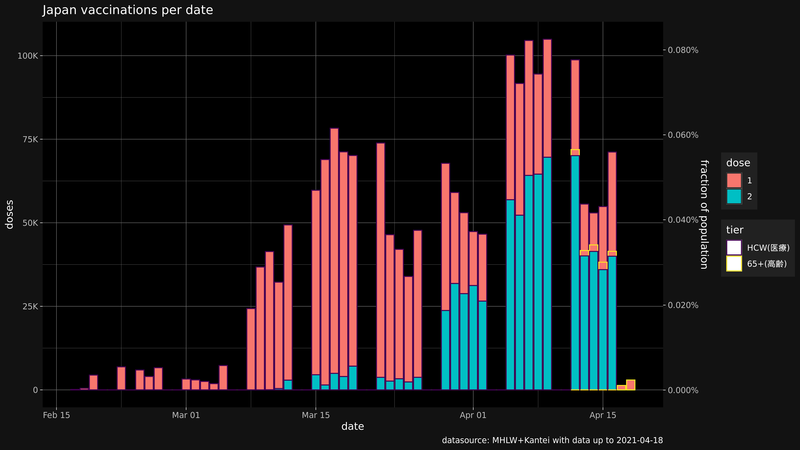 Japan vaccinations per date
100K
75K
50K
25K
0
doses
0.080%
0.060%
0.040%
0.020%
0.000%
fraction of population
Feb 15
Mar 01
Mar 15
Apr 01
Apr 15
date
dose
1
2
tier
HCW(医療)
65+(高齢)
datasource: MHLW+Kantei with data up to 2021-04-18